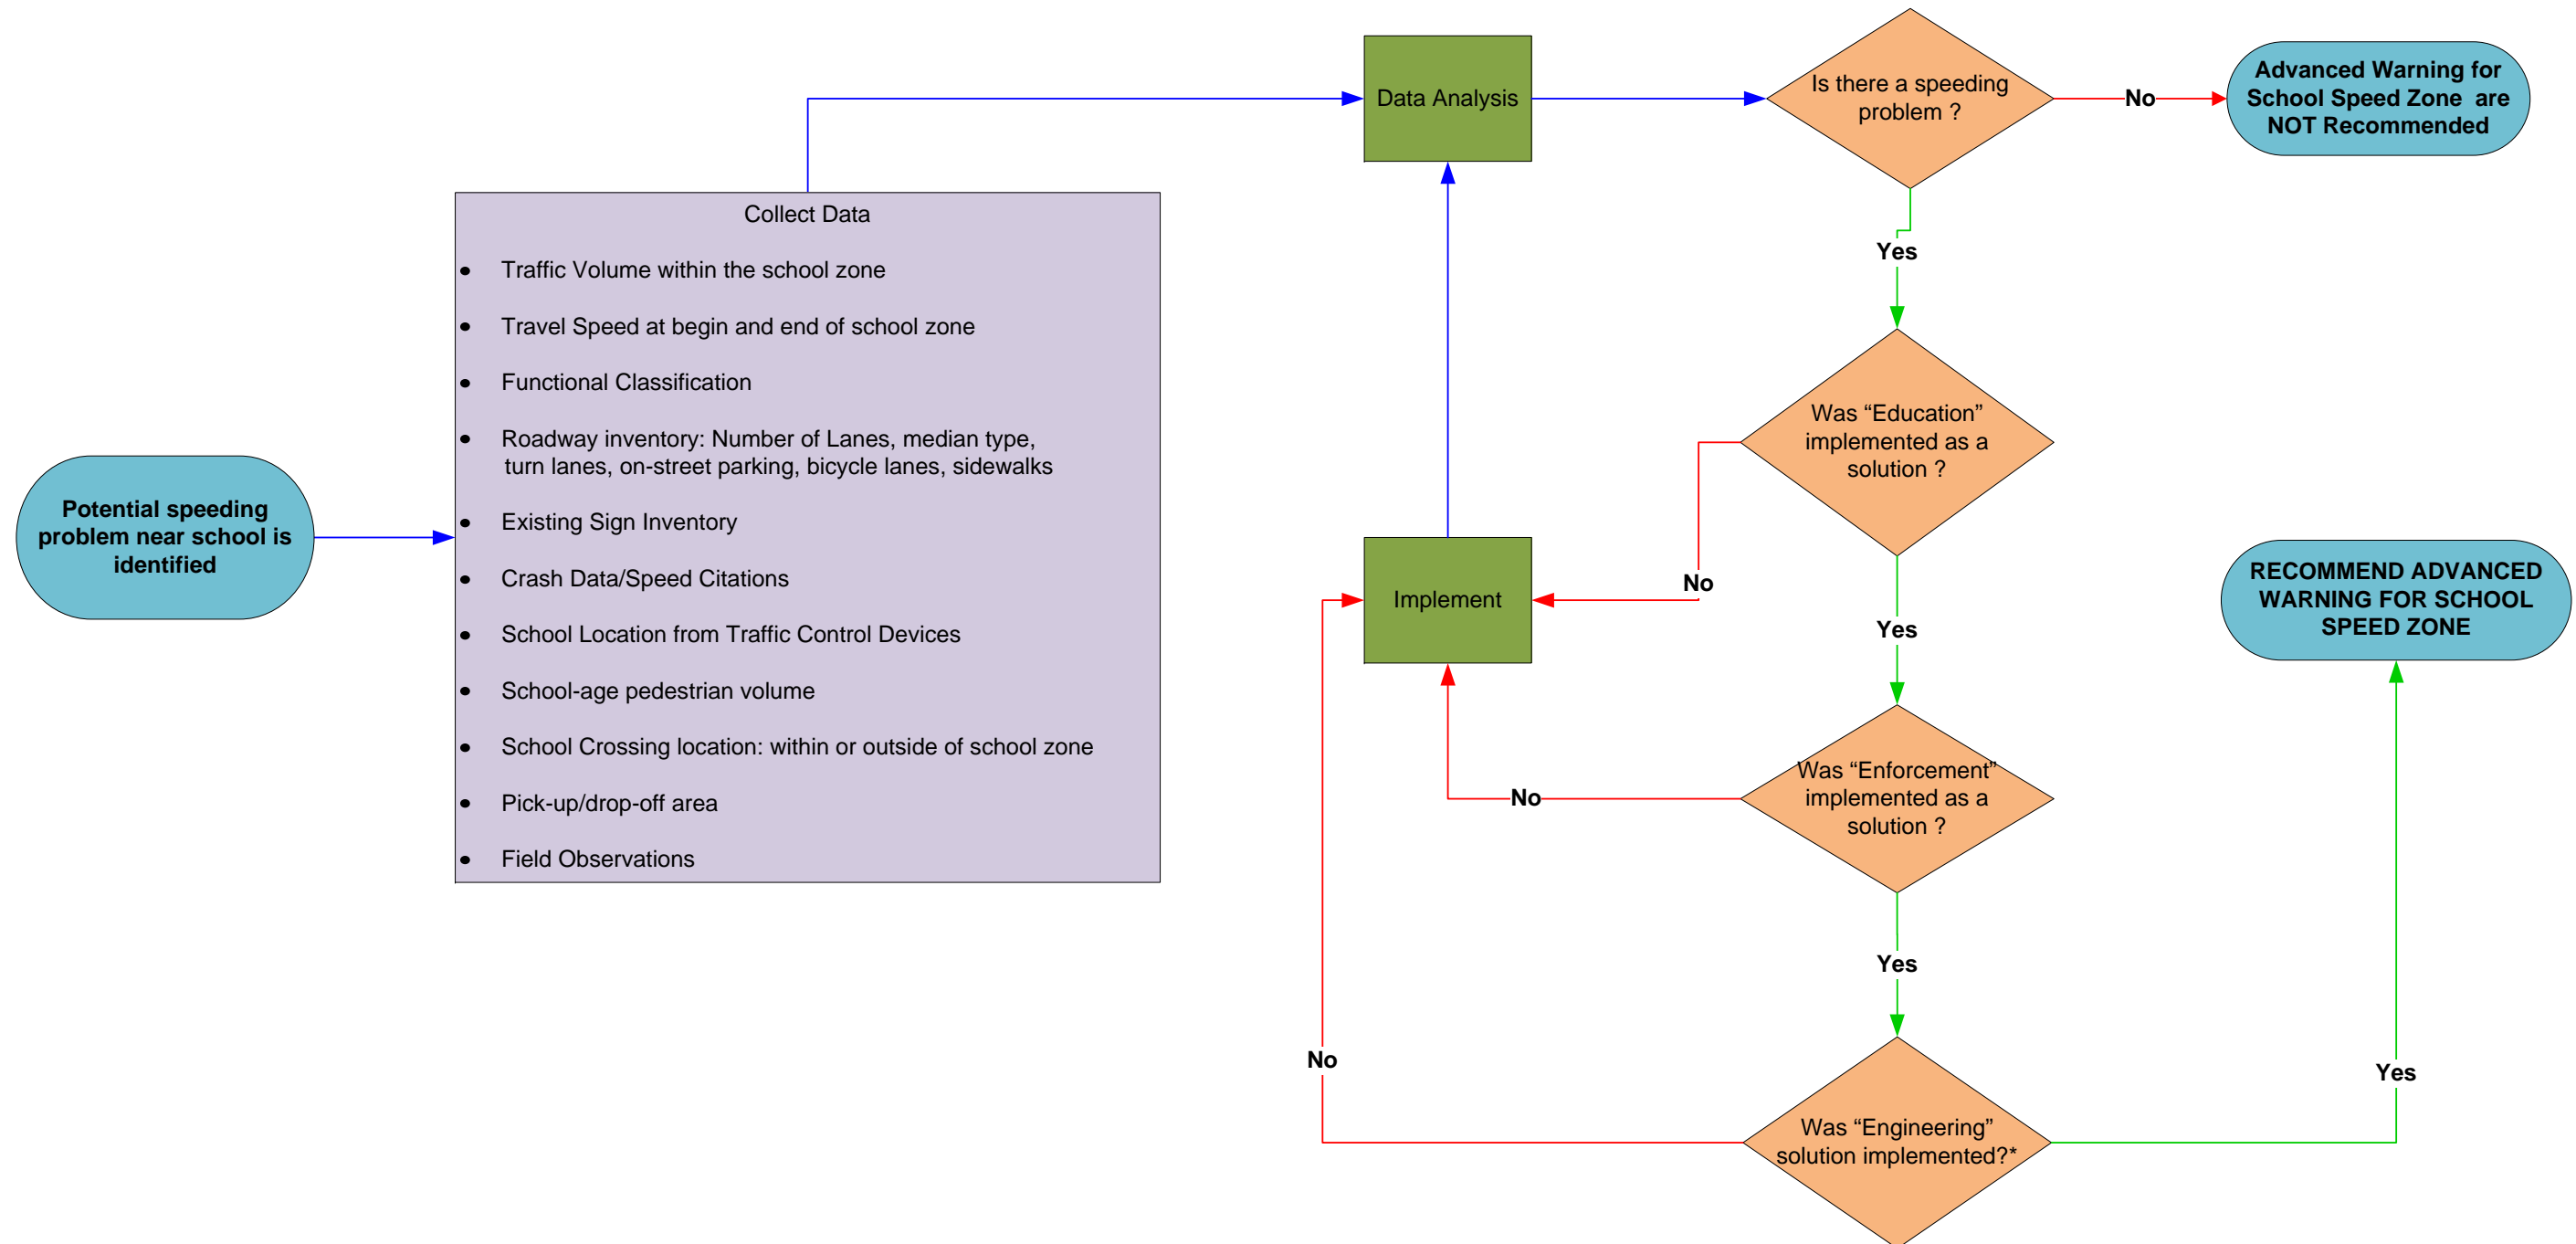 Potential speeding
problem near school is
identified
Collect Data
• Traffic Volume within the school zone
• Travel Speed at begin and end of school zone
• Functional Classification
• Roadway inventory: Number of Lanes, median type,
turn lanes, on-street parking, bicycle lanes, sidewalks
• Existing Sign Inventory
• Crash Data/Speed Citations
• School Location from Traffic Control Devices
• School-age pedestrian volume
• School Crossing location: within or outside of school zone
• Pick-up/drop-off area
• Field Observations
Data Analysis
Is there a speeding
problem ?
No
Advanced Warning for
School Speed Zone are
NOT Recommended
Yes
Was “Education”
implemented as a
solution ?
No
Implement
Yes
Was “Enforcement”
implemented as a
solution ?
No
Yes
Was “Engineering”
solution implemented?*
No
Yes
RECOMMEND ADVANCED
WARNING FOR SCHOOL
SPEED ZONE